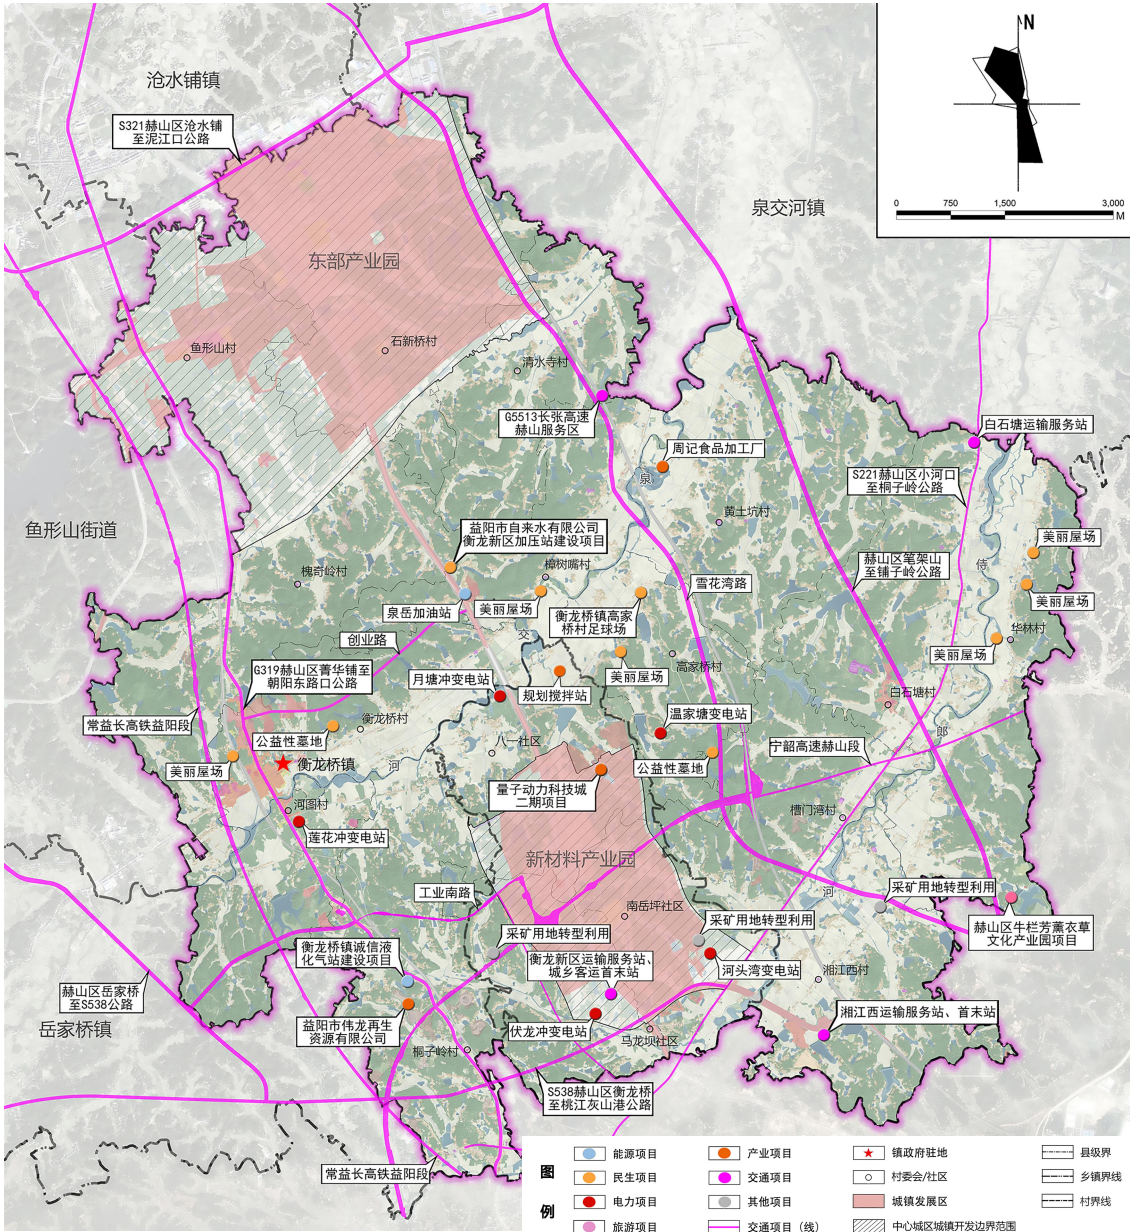 N
0 750 1,500 3,000
M
沧水铺镇
S321赫山区沧水铺
至泥江口公路
泉交河镇
东部产业园
鱼形山村
石新桥村
清水寺村
G5513长张高速
赫山服务区
白石塘运输服务站
周记食品加工厂
泉
S221赫山区小河口
至桐子岭公路
黄土坑村
鱼形山街道
益阳市自来水有限公司
衡龙新区加压站建设项目
美丽屋场
槐奇岭村
樟树嘴村
雪花湾路
赫山区笔架山
至铺子岭公路
侍
泉岳加油站
美丽屋场
衡龙桥镇高家
桥村足球场
美丽屋场
创业路
交
华林村
美丽屋场
G319赫山区菁华铺至
朝阳东路口公路
月塘冲变电站
规划搅拌站
美丽屋场
高家桥村
白石塘村
常益长高铁益阳段
公益性墓地
衡龙桥村
温家塘变电站
郎
八一社区
宁韶高速赫山段
美丽屋场
衡龙桥镇
河
公益性墓地
量子动力科技城
二期项目
河图村
槽门湾村
莲花冲变电站
新材料产业园
工业南路
河
采矿用地转型利用
南岳坪社区
采矿用地转型利用
采矿用地转型利用
赫山区牛栏芳薰衣草
文化产业园项目
衡龙桥镇诚信液
化气站建设项目
衡龙新区运输服务站、
城乡客运首末站
河头湾变电站
湘江西村
赫山区岳家桥
至S538公路
岳家桥镇
益阳市伟龙再生
资源有限公司
伏龙冲变电站
湘江西运输服务站、首末站
桐子岭村
马龙坝社区
S538赫山区衡龙桥
至桃江灰山港公路
常益长高铁益阳段
图例
能源项目
产业项目
镇政府驻地
县级界
民生项目
交通项目
村委会/社区
乡镇界线
电力项目
其他项目
城镇发展区
村界线
旅游项目
交通项目（线）
中心城区城镇开发边界范围